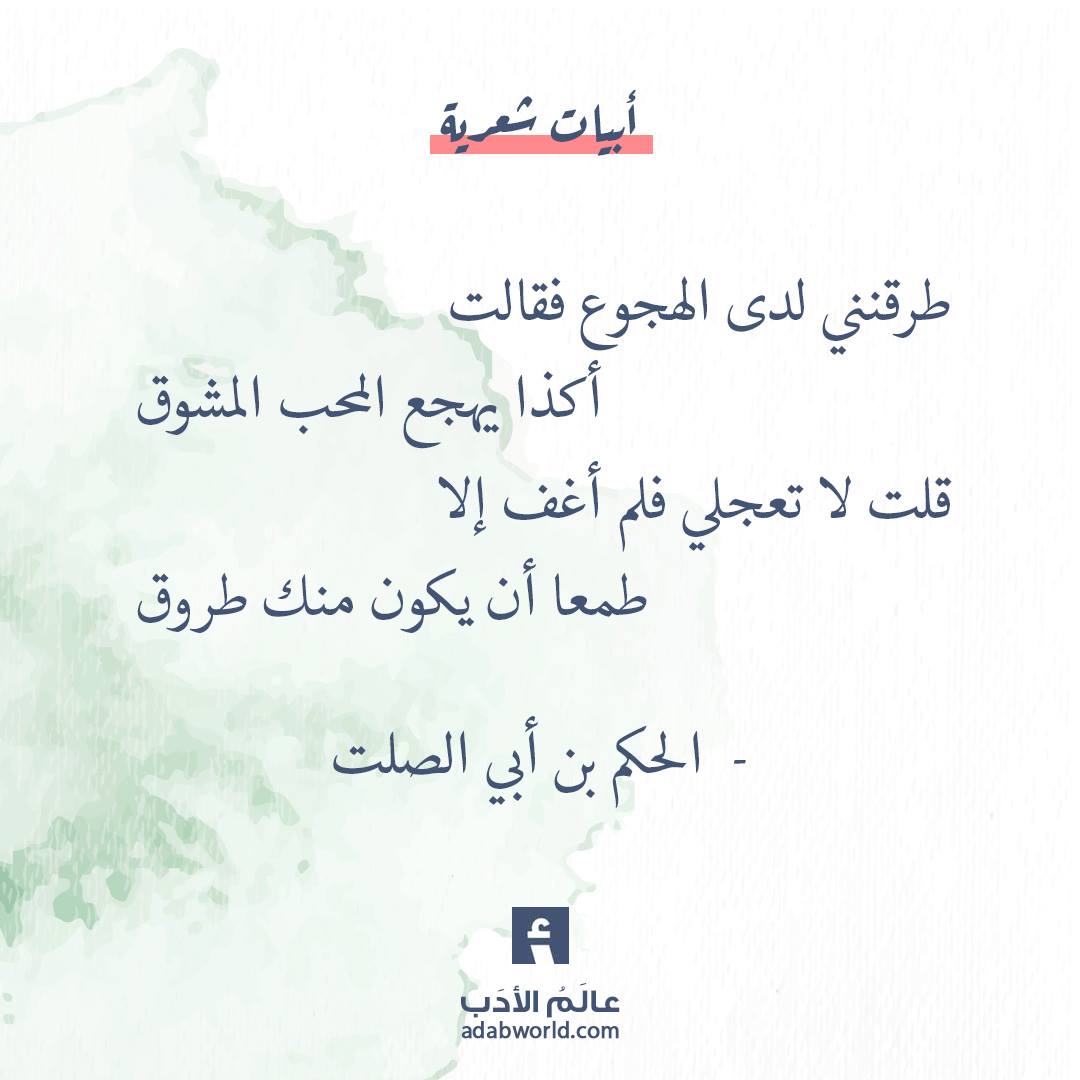 أبيات شعرية
طرقنني لدى الهجوع فقالت
أكذا يهجع المحب المشوق
قلت لا تعجلي فلم أغف إلا
طمعا أن يكون منك طروق
- الحكم بن أبي الصلت
أ
عالَمُ الأدَب
adabworld.com